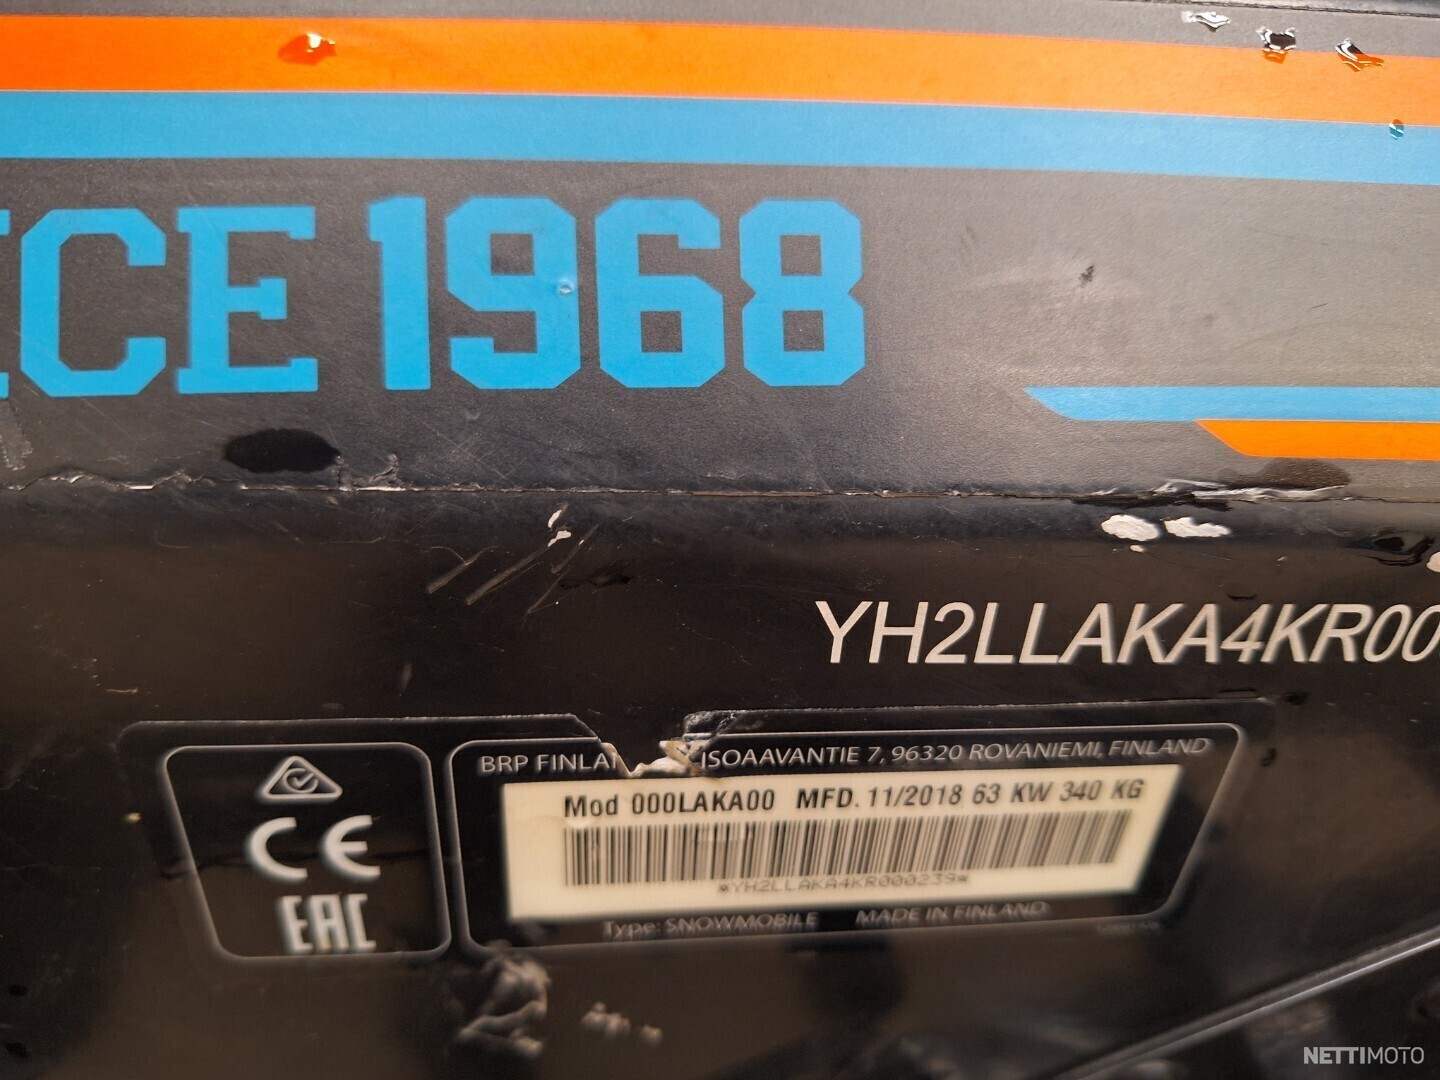 ICE 1968
YH2LLAKA4KR00
BRP FINLA ISOAAVANTIE 7, 96320 ROVANIEMI, FINLAND
Mod 000LAKA00 MFD. 11/2018 63 KW 340 KG
*YH2LLAKA4KR000239*
Type: SNOWMOBILE MADE IN FINLAND
CE
EAC
NETTIMOTO